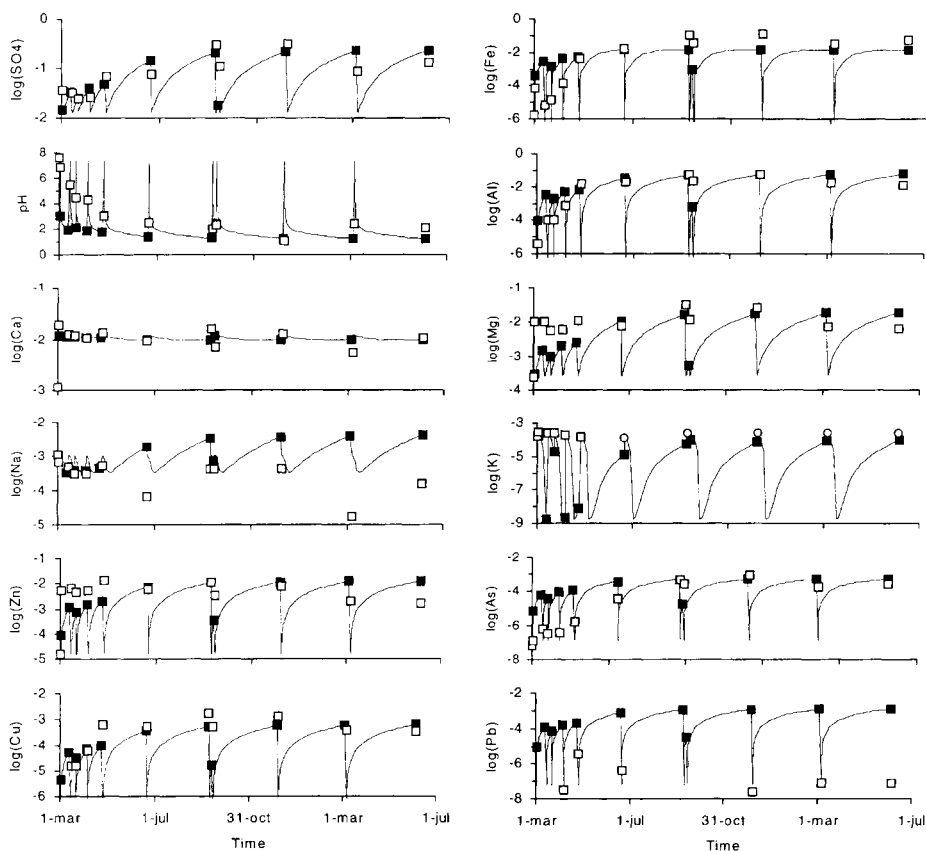 log(SO4)
0
-1
-2
pH
8
6
4
2
0
log(Ca)
-1
-2
-3
log(Na)
-2
-3
-4
-5
log(Zn)
-1
-2
-3
-4
-5
log(Cu)
-2
-3
-4
-5
-6
1-mar
1-jul
31-oct
1-mar
1-jul
Time
log(Fe)
0
-2
-4
-6
log(Al)
0
-2
-4
-6
log(Mg)
-1
-2
-3
-4
log(K)
-3
-5
-7
-9
log(As)
-2
-4
-6
-8
log(Pb)
-2
-4
-6
-8
1-mar
1-jul
31-oct
1-mar
1-jul
Time